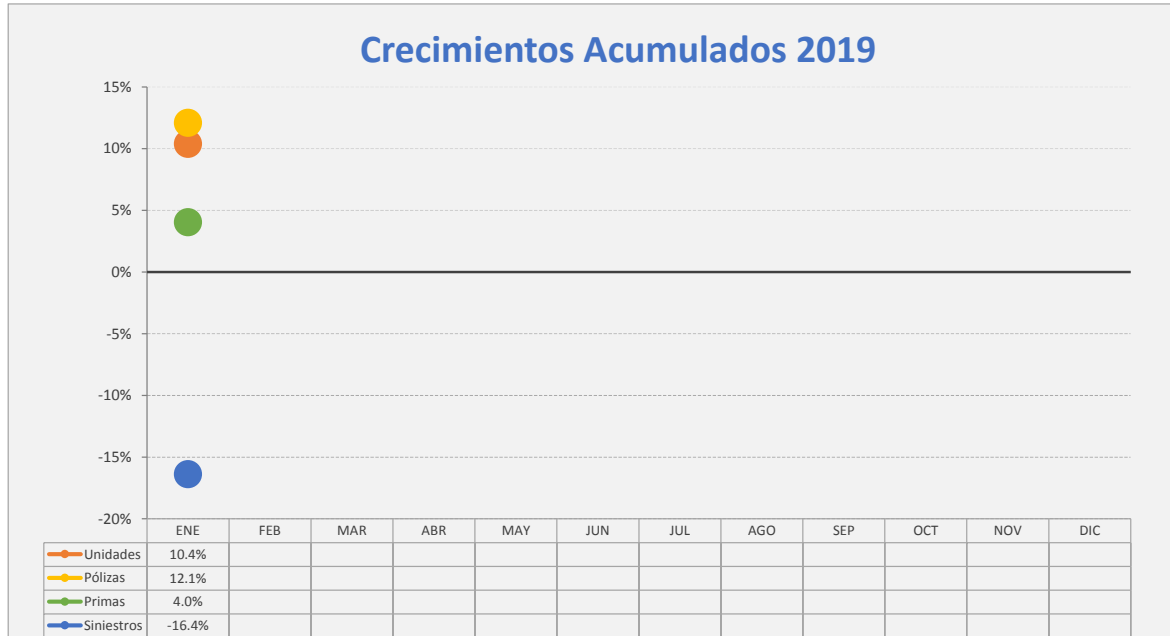 Crecimientos Acumulados 2019
15%
10%
5%
0%
-5%
-10%
-15%
-20%
ENE FEB MAR ABR MAY JUN JUL AGO SEP OCT NOV DIC
Unidades 10.4%
Pólizas 12.1%
Primas 4.0%
Siniestros -16.4%